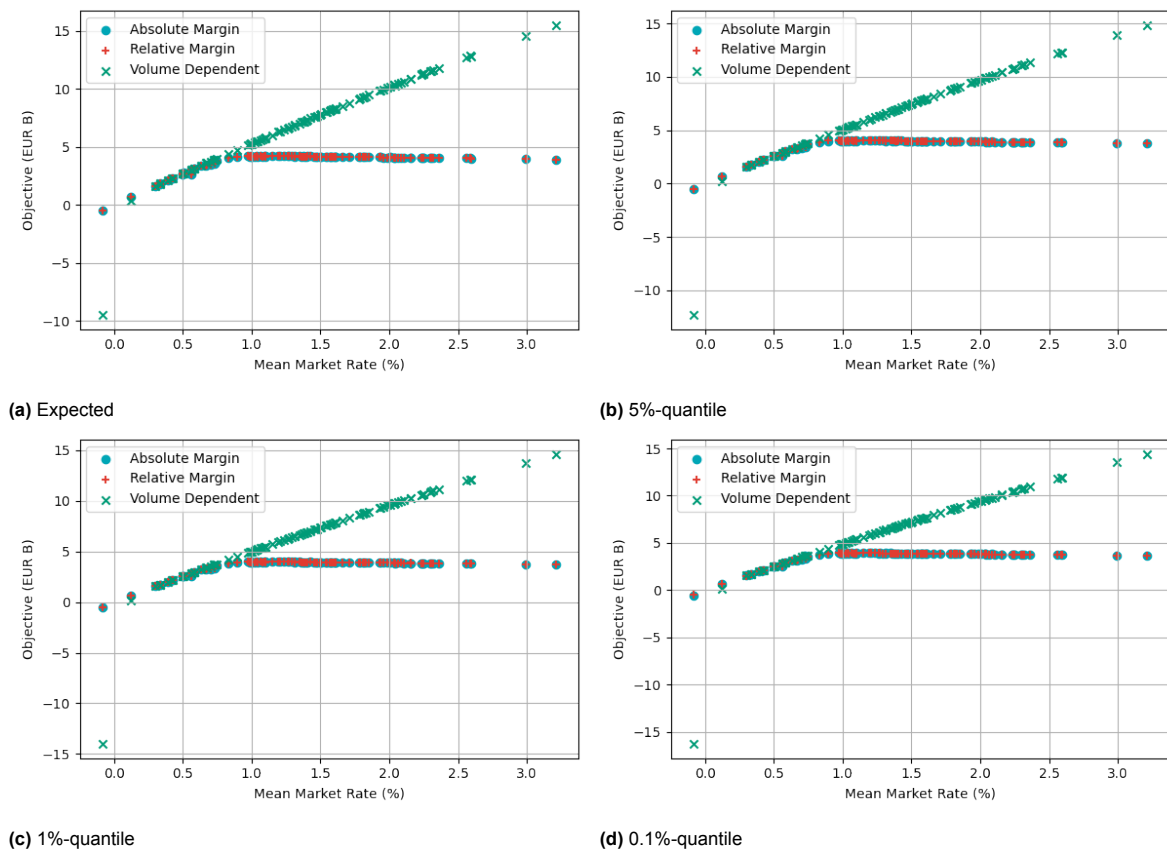 15
10
5
0
−5
−10
Objective (EUR B)
Absolute Margin
Relative Margin
Volume Dependent
0.0 0.5 1.0 1.5 2.0 2.5 3.0
Mean Market Rate (%)
(a) Expected
15
10
5
0
−5
−10
Objective (EUR B)
Absolute Margin
Relative Margin
Volume Dependent
0.0 0.5 1.0 1.5 2.0 2.5 3.0
Mean Market Rate (%)
(b) 5%-quantile
15
10
5
0
−5
−10
−15
Objective (EUR B)
Absolute Margin
Relative Margin
Volume Dependent
0.0 0.5 1.0 1.5 2.0 2.5 3.0
Mean Market Rate (%)
(c) 1%-quantile
15
10
5
0
−5
−10
−15
Objective (EUR B)
Absolute Margin
Relative Margin
Volume Dependent
0.0 0.5 1.0 1.5 2.0 2.5 3.0
Mean Market Rate (%)
(d) 0.1%-quantile